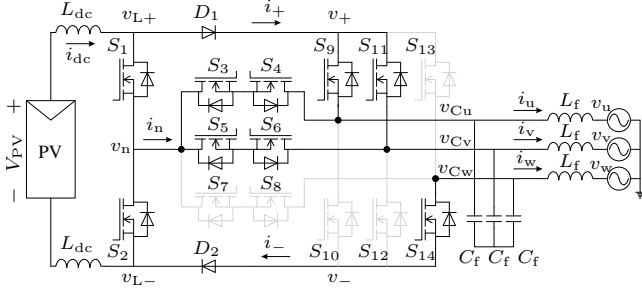 L_dc v_L+ D_1 i_+ v_+
i_dc S_1 S_9 S_11 S_13
S_3 S_4
+ v_Cu i_u L_f v_u
V_PV PV v_n i_n S_5 S_6 v_Cv i_v L_f v_v
− S_7 S_8 v_Cw i_w L_f v_w
L_dc S_2 D_2 i_− S_10 S_12 S_14 C_f C_f C_f
v_L− v_−